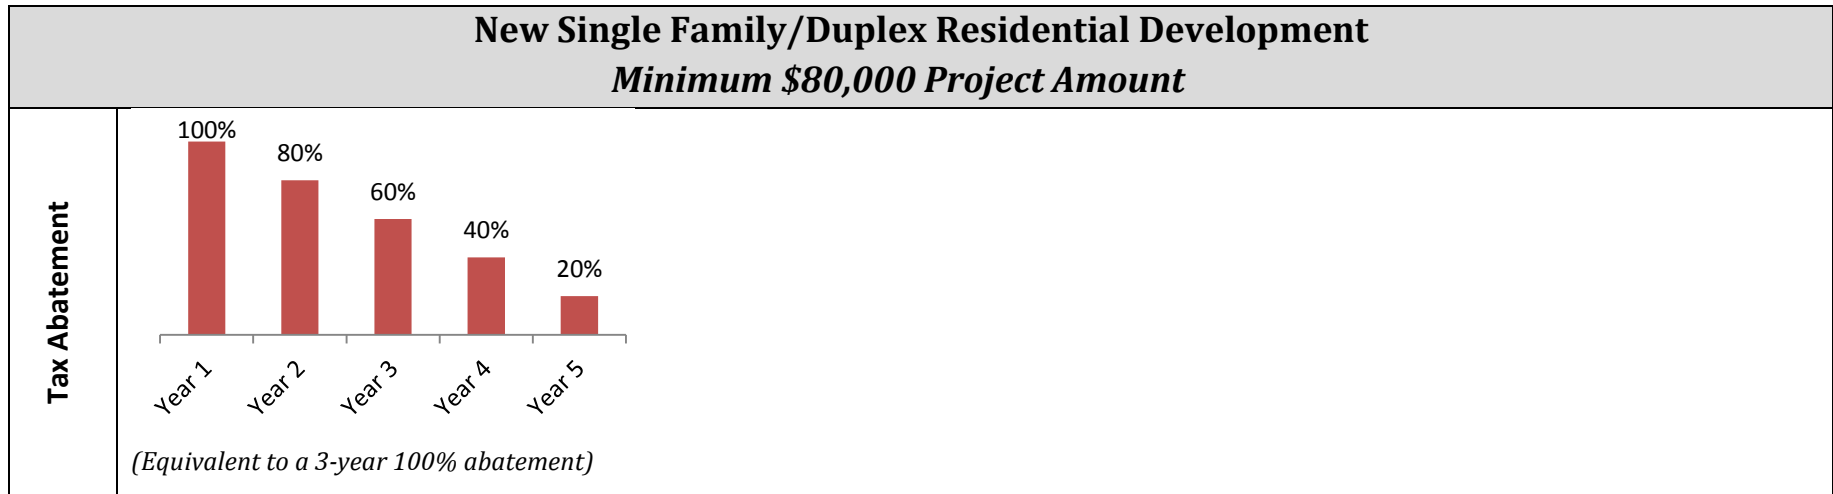 New Single Family/Duplex Residential Development
Minimum $80,000 Project Amount
Tax Abatement
100%
80%
60%
40%
20%
Year 1
Year 2
Year 3
Year 4
Year 5
(Equivalent to a 3-year 100% abatement)